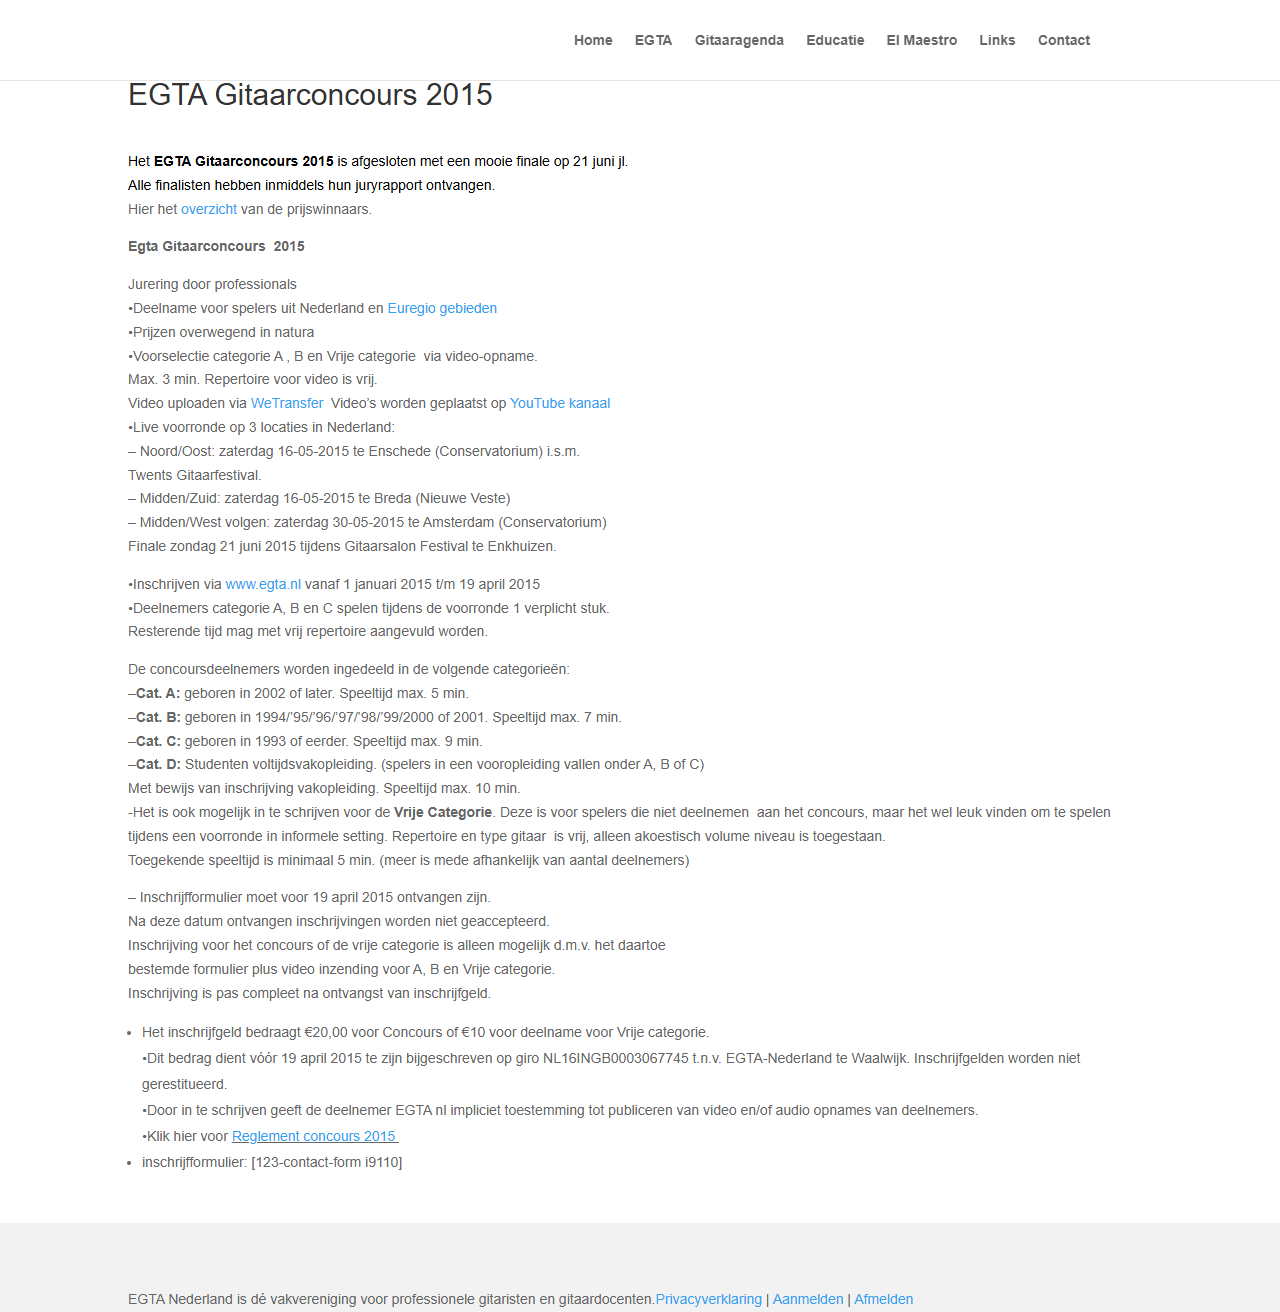 Home EGTA Gitaaragenda Educatie El Maestro Links Contact
EGTA Gitaarconcours 2015
Het EGTA Gitaarconcours 2015 is afgesloten met een mooie finale op 21 juni jl.
Alle finalisten hebben inmiddels hun juryrapport ontvangen.
Hier het overzicht van de prijswinnaars.
Egta Gitaarconcours  2015
Jurering door professionals
•Deelname voor spelers uit Nederland en Euregio gebieden
•Prijzen overwegend in natura
•Voorselectie categorie A , B en Vrije categorie  via video-opname.
Max. 3 min. Repertoire voor video is vrij.
Video uploaden via WeTransfer  Video’s worden geplaatst op YouTube kanaal
•Live voorronde op 3 locaties in Nederland:
– Noord/Oost: zaterdag 16-05-2015 te Enschede (Conservatorium) i.s.m.
Twents Gitaarfestival.
– Midden/Zuid: zaterdag 16-05-2015 te Breda (Nieuwe Veste)
– Midden/West volgen: zaterdag 30-05-2015 te Amsterdam (Conservatorium)
Finale zondag 21 juni 2015 tijdens Gitaarsalon Festival te Enkhuizen.
•Inschrijven via www.egta.nl vanaf 1 januari 2015 t/m 19 april 2015
•Deelnemers categorie A, B en C spelen tijdens de voorronde 1 verplicht stuk.
Resterende tijd mag met vrij repertoire aangevuld worden.
De concoursdeelnemers worden ingedeeld in de volgende categorieën:
–Cat. A: geboren in 2002 of later. Speeltijd max. 5 min.
–Cat. B: geboren in 1994/’95/’96/’97/’98/’99/2000 of 2001. Speeltijd max. 7 min.
–Cat. C: geboren in 1993 of eerder. Speeltijd max. 9 min.
–Cat. D: Studenten voltijdsvakopleiding. (spelers in een vooropleiding vallen onder A, B of C)
Met bewijs van inschrijving vakopleiding. Speeltijd max. 10 min.
-Het is ook mogelijk in te schrijven voor de Vrije Categorie. Deze is voor spelers die niet deelnemen  aan het concours, maar het wel leuk vinden om te spelen
tijdens een voorronde in informele setting. Repertoire en type gitaar  is vrij, alleen akoestisch volume niveau is toegestaan.
Toegekende speeltijd is minimaal 5 min. (meer is mede afhankelijk van aantal deelnemers)
– Inschrijfformulier moet voor 19 april 2015 ontvangen zijn.
Na deze datum ontvangen inschrijvingen worden niet geaccepteerd.
Inschrijving voor het concours of de vrije categorie is alleen mogelijk d.m.v. het daartoe
bestemde formulier plus video inzending voor A, B en Vrije categorie.
Inschrijving is pas compleet na ontvangst van inschrijfgeld.
• Het inschrijfgeld bedraagt €20,00 voor Concours of €10 voor deelname voor Vrije categorie.
•Dit bedrag dient vóór 19 april 2015 te zijn bijgeschreven op giro NL16INGB0003067745 t.n.v. EGTA-Nederland te Waalwijk. Inschrijfgelden worden niet
gerestitueerd.
•Door in te schrijven geeft de deelnemer EGTA nl impliciet toestemming tot publiceren van video en/of audio opnames van deelnemers.
•Klik hier voor Reglement concours 2015
• inschrijfformulier: [123-contact-form i9110]
EGTA Nederland is dé vakvereniging voor professionele gitaristen en gitaardocenten.Privacyverklaring | Aanmelden | Afmelden